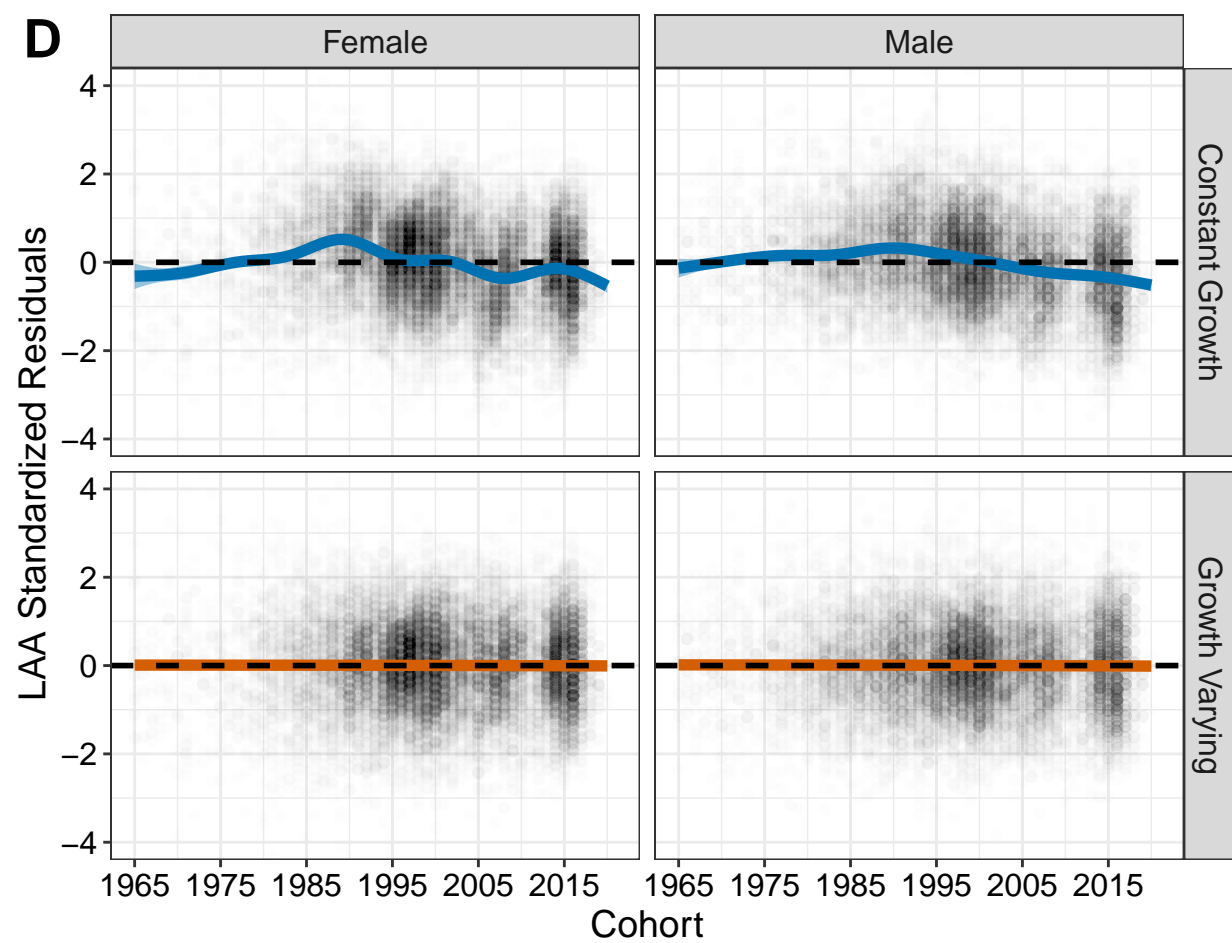 D
Female
Male
4
2
0
−2
−4
Constant Growth
4
2
0
−2
−4
Growth Varying
LAA Standardized Residuals
1965 1975 1985 1995 2005 2015
1965 1975 1985 1995 2005 2015
Cohort